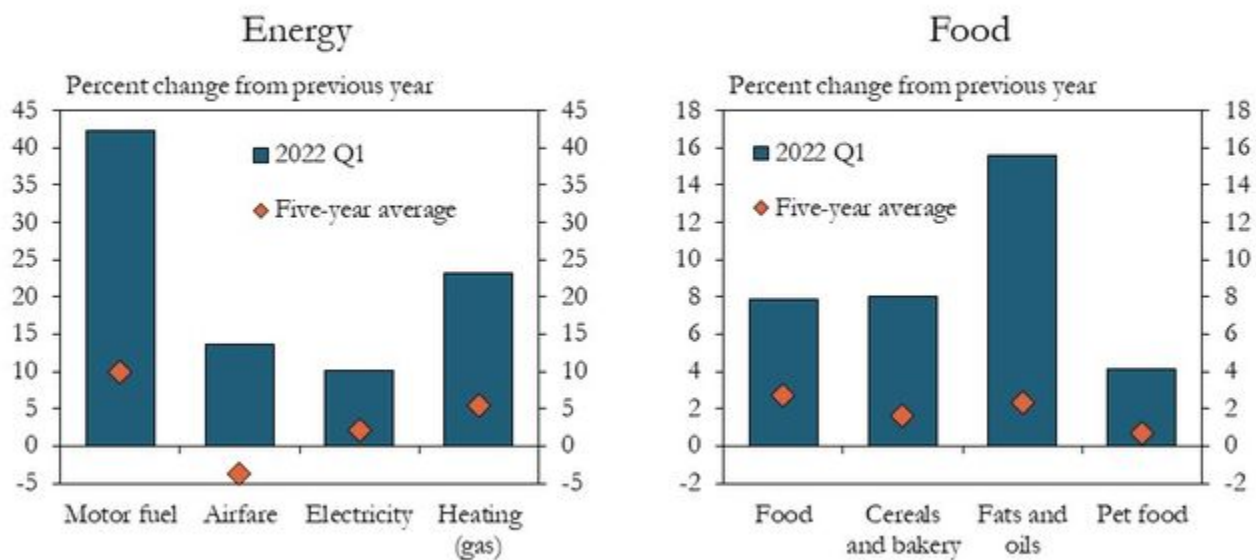 Energy
Percent change from previous year
45
40
35
30
25
20
15
10
5
0
-5
45
40
35
30
25
20
15
10
5
0
-5
2022 Q1
Five-year average
Motor fuel
Airfare
Electricity
Heating
(gas)
Food
Percent change from previous year
18
16
14
12
10
8
6
4
2
0
-2
18
16
14
12
10
8
6
4
2
0
-2
2022 Q1
Five-year average
Food
Cereals
and bakery
Fats and
oils
Pet food